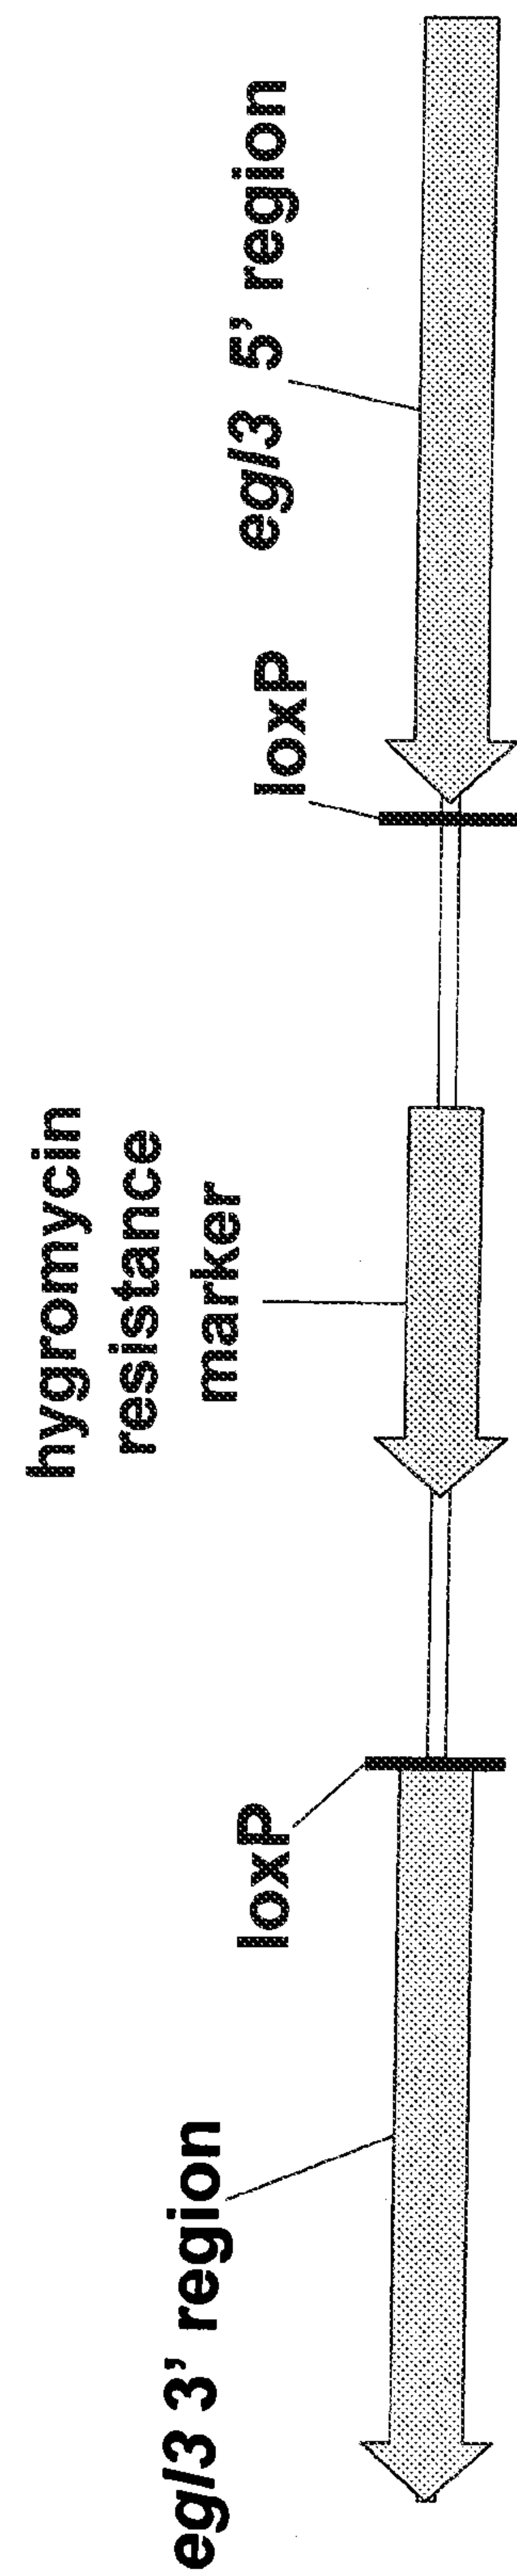 egl3 3' region
loxP
hygromycin
resistance
marker
loxP
egl3 5' region